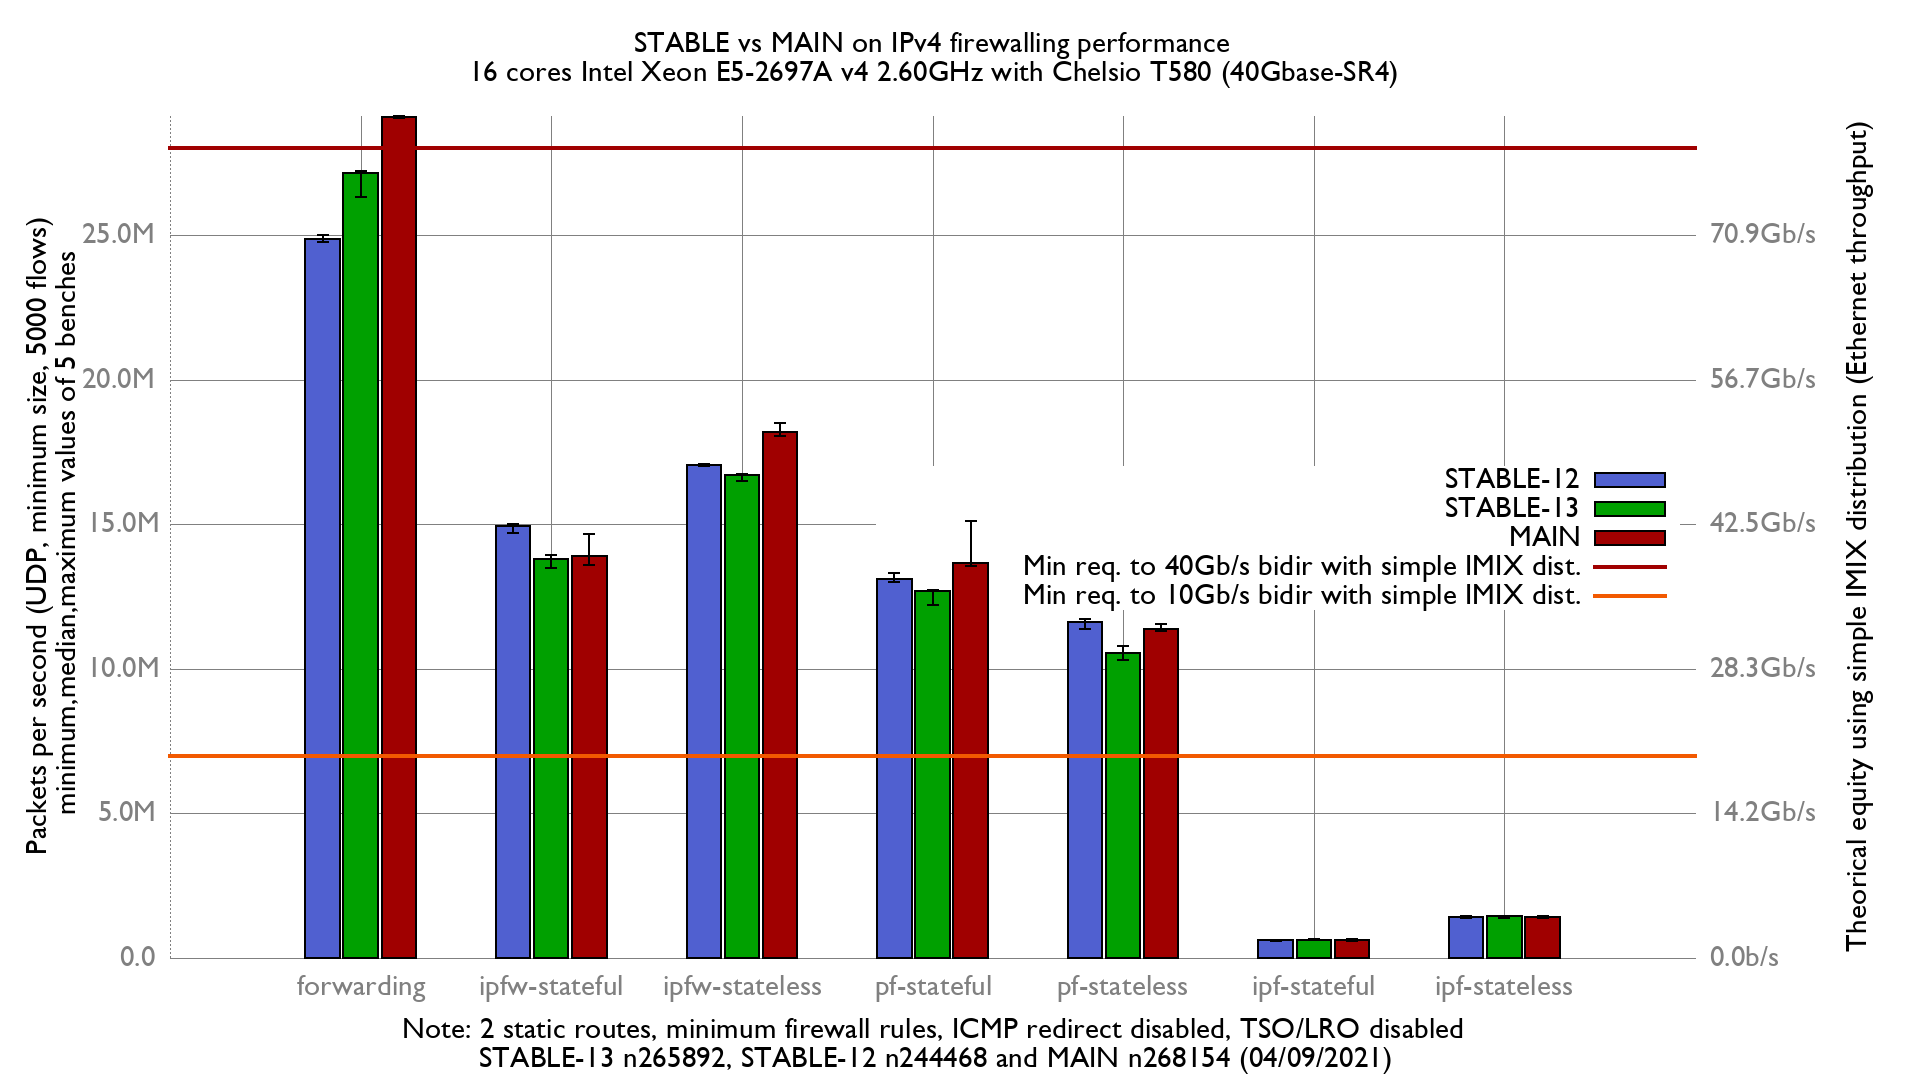 STABLE vs MAIN on IPv4 firewalling performance
16 cores Intel Xeon E5-2697A v4 2.60GHz with Chelsio T580 (40Gbase-SR4)
Packets per second (UDP, minimum size, 5000 flows)
minimum,median,maximum values of 5 benches
25.0M
20.0M
15.0M
10.0M
5.0M
0.0
70.9Gb/s
56.7Gb/s
42.5Gb/s
28.3Gb/s
14.2Gb/s
0.0b/s
Theorical equity using simple IMIX distribution (Ethernet throughput)
STABLE-12
STABLE-13
MAIN
Min req. to 40Gb/s bidir with simple IMIX dist.
Min req. to 10Gb/s bidir with simple IMIX dist.
forwarding
ipfw-stateful
ipfw-stateless
pf-stateful
pf-stateless
ipf-stateful
ipf-stateless
Note: 2 static routes, minimum firewall rules, ICMP redirect disabled, TSO/LRO disabled
STABLE-13 n265892, STABLE-12 n244468 and MAIN n268154 (04/09/2021)